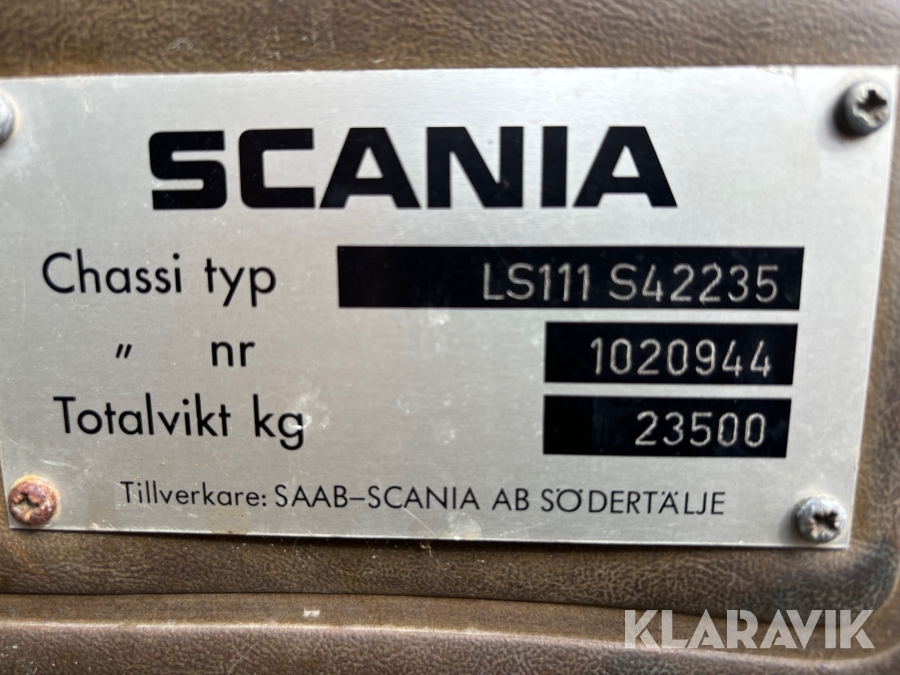 SCANIA
Chassi typ LS111 S42235
„ nr 1020944
Totalvikt kg 23500
Tillverkare: SAAB-SCANIA AB SÖDERTÄLJE
KLARAVIK